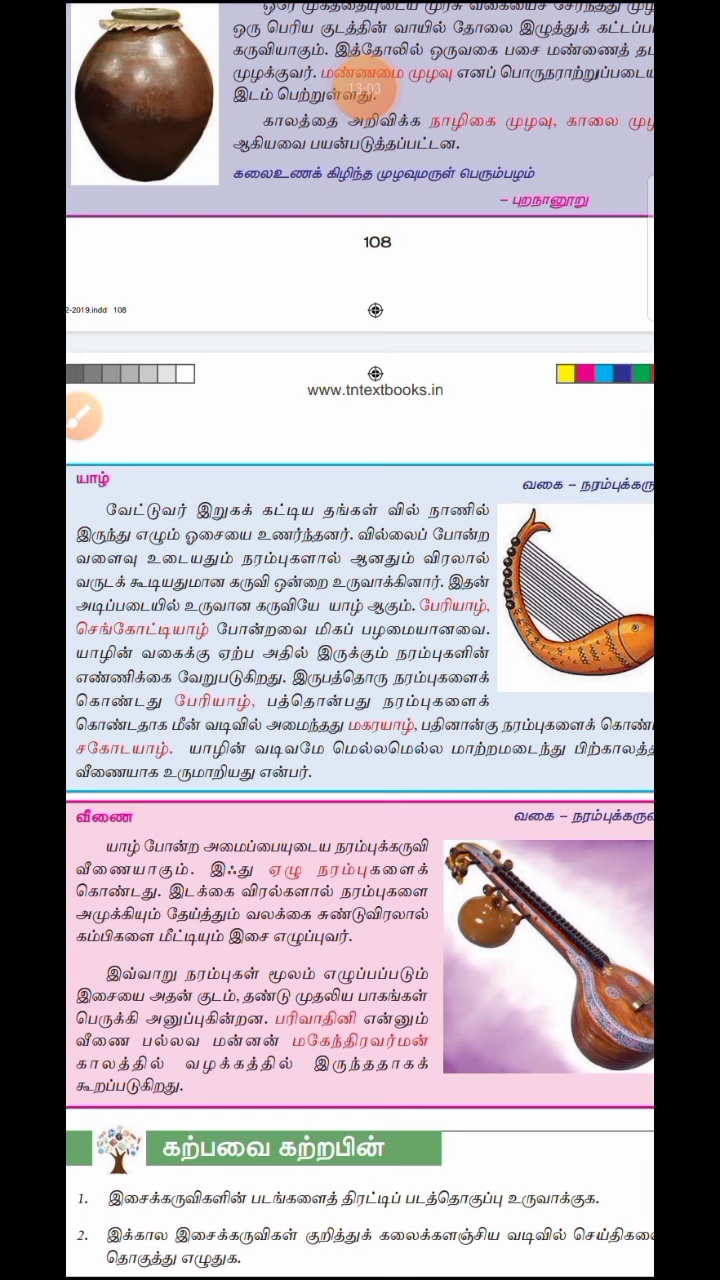 ஒரு பெரிய குடத்தின் வாயில் தோலை இழுத்துக் கட்டப்ப
கருவியாகும். இத்தோலில் ஒருவகை பசை மண்ணைத் தட
முழக்குவர். மண்ணமை முழவு எனப் பொருநராற்றுப்படைய
13:03
இடம் பெற்றுள்ளது.
காலத்தை அறிவிக்க நாழிகை முழவு, காலை முழ
ஆகியவை பயன்படுத்தப்பட்டன.
கலைஉணக் கிழிந்த முழவுமருள் பெரும்பழம்
– புறநானூறு
108
2-2019.indd 108
www.tntextbooks.in
யாழ்
வகை – நரம்புக்கரு
வேட்டுவர் இறுகக் கட்டிய தங்கள் வில் நாணில்
இருந்து எழும் ஓசையை உணர்ந்தனர். வில்லைப் போன்ற
வளைவு உடையதும் நரம்புகளால் ஆனதும் விரலால்
வருடக் கூடியதுமான கருவி ஒன்றை உருவாக்கினார். இதன்
அடிப்படையில் உருவான கருவியே யாழ் ஆகும். பேரியாழ்,
செங்கோட்டியாழ் போன்றவை மிகப் பழமையானவை.
யாழின் வகைக்கு ஏற்ப அதில் இருக்கும் நரம்புகளின்
எண்ணிக்கை வேறுபடுகிறது. இருபத்தொரு நரம்புகளைக்
கொண்டது பேரியாழ், பத்தொன்பது நரம்புகளைக்
கொண்டதாக மீன் வடிவில் அமைந்தது மகரயாழ், பதினான்கு நரம்புகளைக் கொண்
சகோடயாழ். யாழின் வடிவமே மெல்லமெல்ல மாற்றமடைந்து பிற்காலத்த
வீணையாக உருமாறியது என்பர்.
வீணை
வகை – நரம்புக்கருவ
யாழ் போன்ற அமைப்பையுடைய நரம்புக்கருவி
வீணையாகும். இஃது ஏழு நரம்புகளைக்
கொண்டது. இடக்கை விரல்களால் நரம்புகளை
அழுக்கியும் தேய்த்தும் வலக்கை சுண்டுவிரலால்
கம்பிகளை மீட்டியும் இசை எழுப்புவர்.
இவ்வாறு நரம்புகள் மூலம் எழுப்பப்படும்
இசையை அதன் குடம், தண்டு முதலிய பாகங்கள்
பெருக்கி அனுப்புகின்றன. பரிவாதினி என்னும்
வீணை பல்லவ மன்னன் மகேந்திரவர்மன்
காலத்தில் வழக்கத்தில் இருந்ததாகக்
கூறப்படுகிறது.
கற்பவை கற்றபின்
1. இசைக்கருவிகளின் படங்களைத் திரட்டிப் படத்தொகுப்பு உருவாக்குக.
2. இக்கால இசைக்கருவிகள் குறித்துக் கலைக்களஞ்சிய வடிவில் செய்திகளை
தொகுத்து எழுதுக.